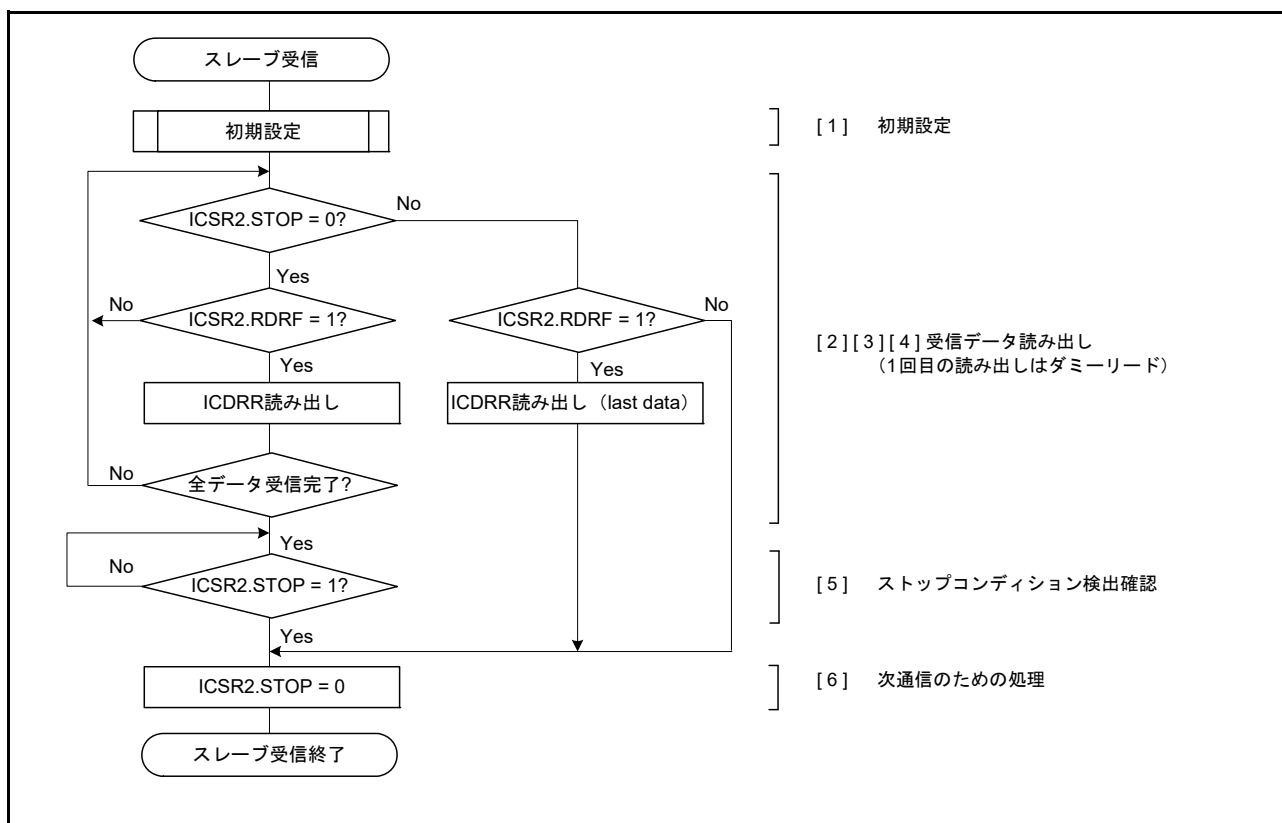 スレーブ受信
初期設定
[ 1 ] 初期設定
ICSR2.STOP = 0?
No
Yes
No
ICSR2.RDRF = 1?
ICSR2.RDRF = 1?
No
[ 2 ] [ 3 ] [ 4 ] 受信データ読み出し
（1回目の読み出しはダミーリード）
Yes
Yes
ICDRR読み出し
ICDRR読み出し（last data）
No
全データ受信完了?
Yes
No
ICSR2.STOP = 1?
[ 5 ] ストップコンディション検出確認
Yes
ICSR2.STOP = 0
[ 6 ] 次通信のための処理
スレーブ受信終了